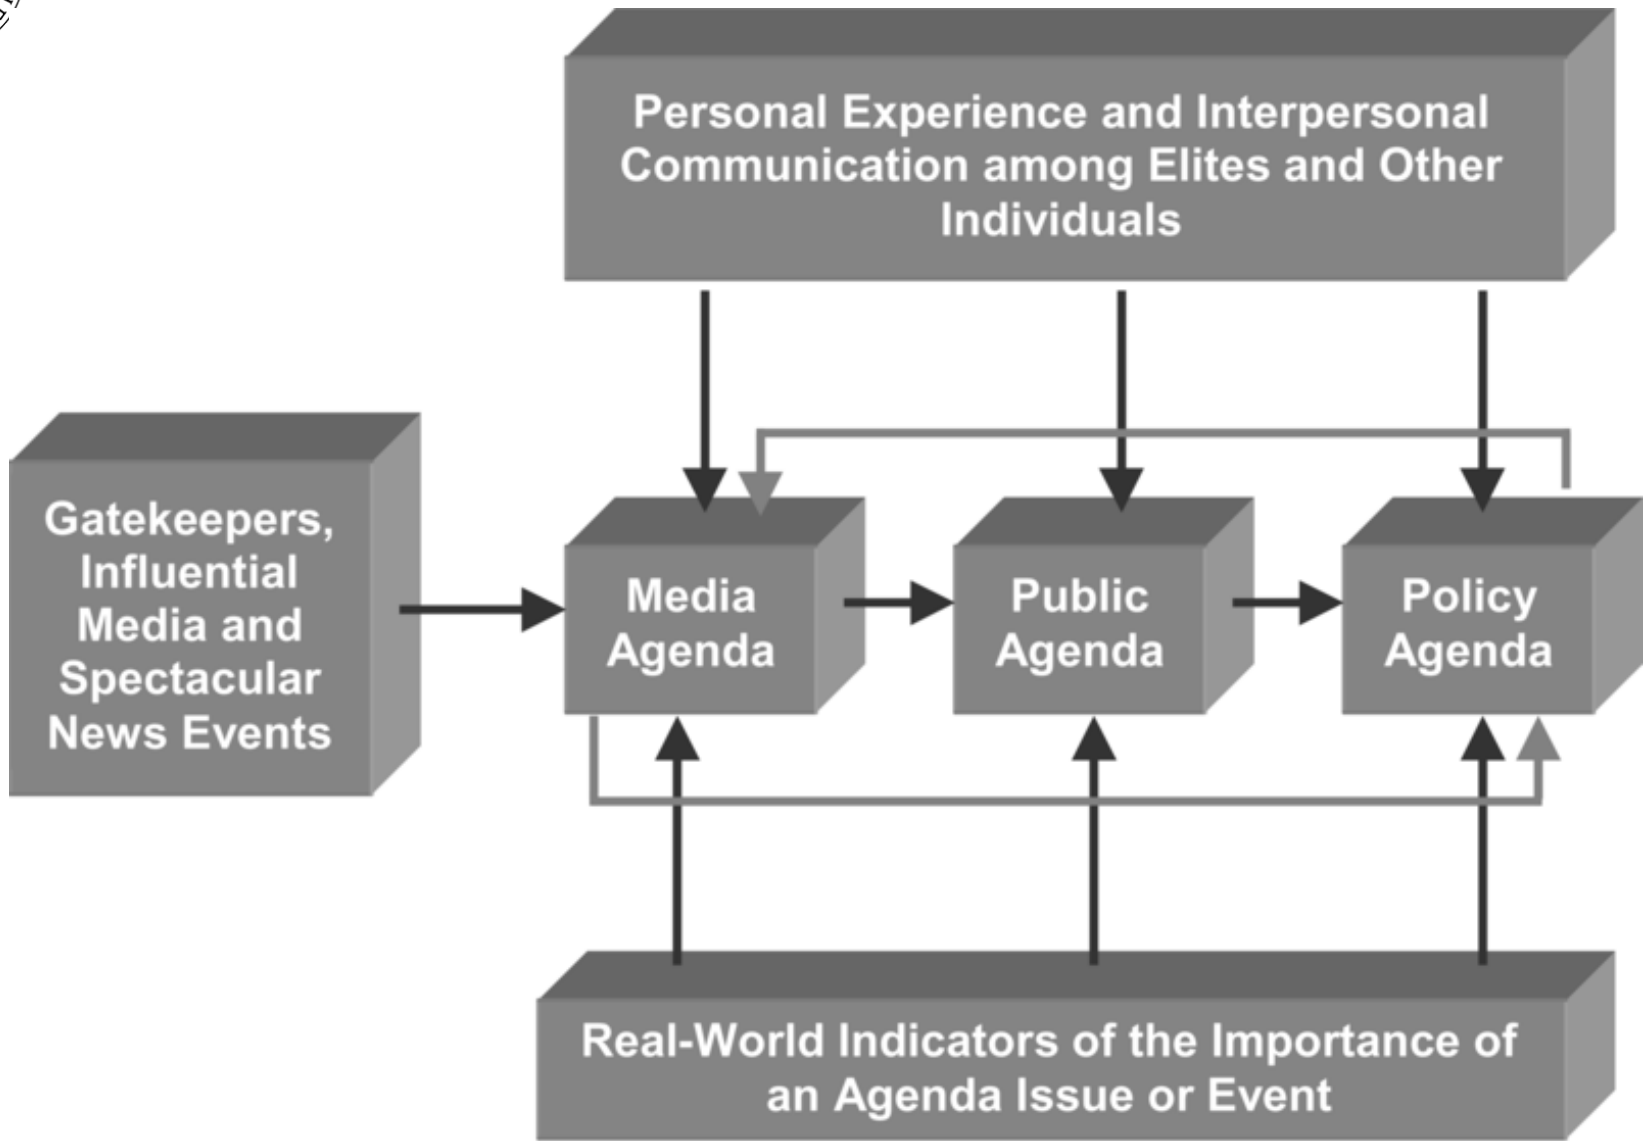 Personal Experience and Interpersonal
Communication among Elites and Other
Individuals
Gatekeepers,
Influential
Media and
Spectacular
News Events
Media
Agenda
Public
Agenda
Policy
Agenda
Real-World Indicators of the Importance of
an Agenda Issue or Event